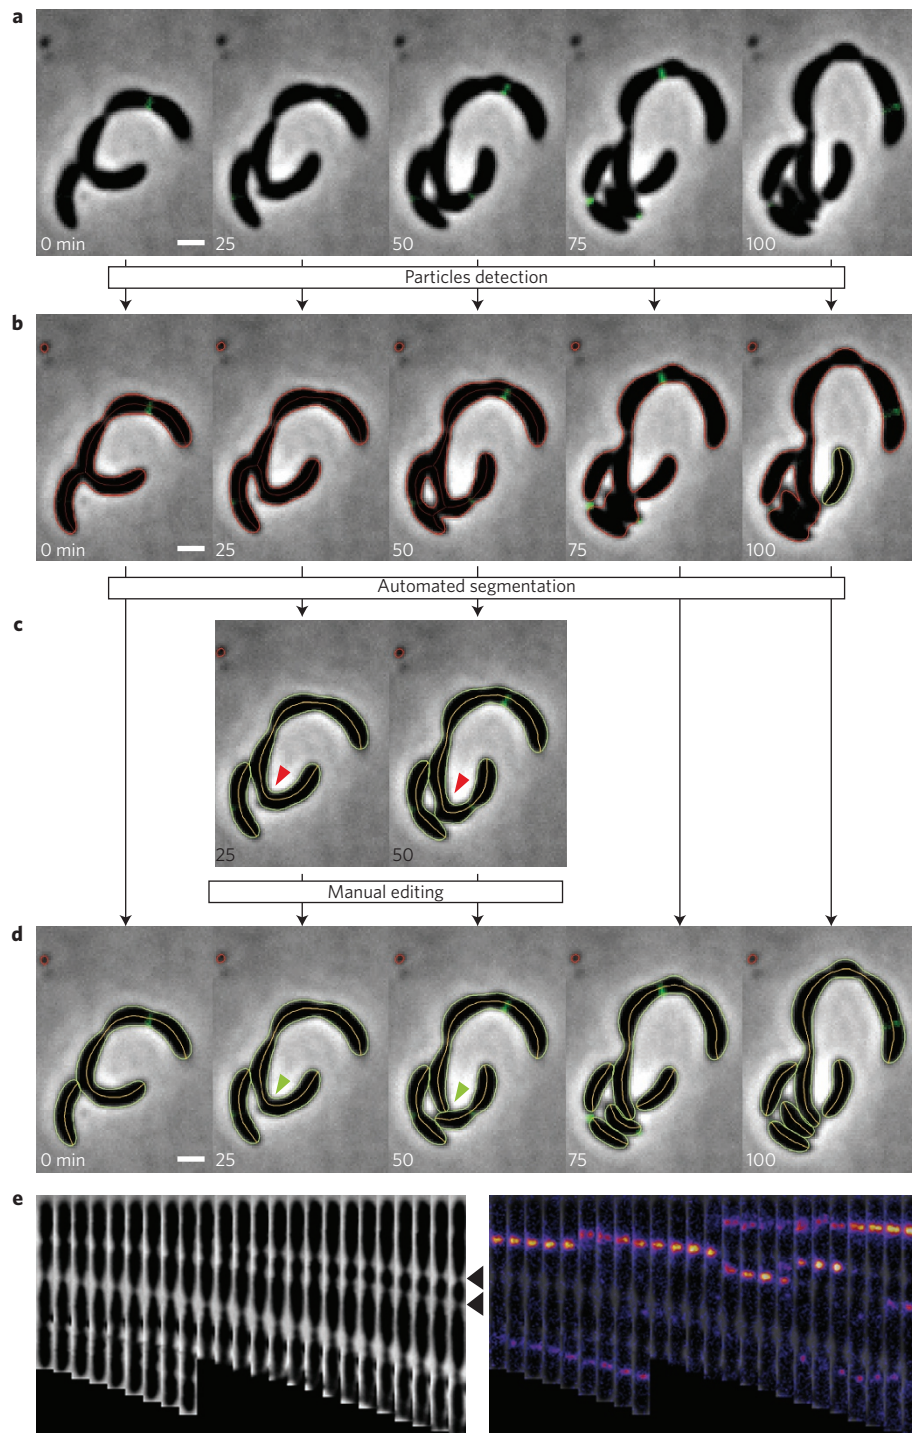 a
0 min 25 50 75 100
Particles detection
b
0 min 25 50 75 100
Automated segmentation
c
25 50
Manual editing
d
0 min 25 50 75 100
e